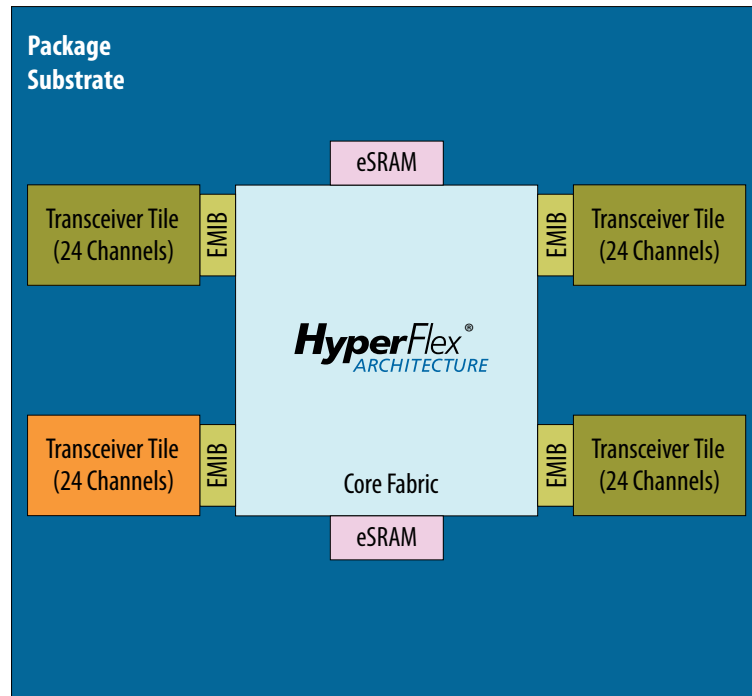 Package
Substrate
eSRAM
Transceiver Tile
(24 Channels)
EMIB
EMIB
Transceiver Tile
(24 Channels)
HyperFlex®
ARCHITECTURE
Transceiver Tile
(24 Channels)
EMIB
Core Fabric
EMIB
Transceiver Tile
(24 Channels)
eSRAM